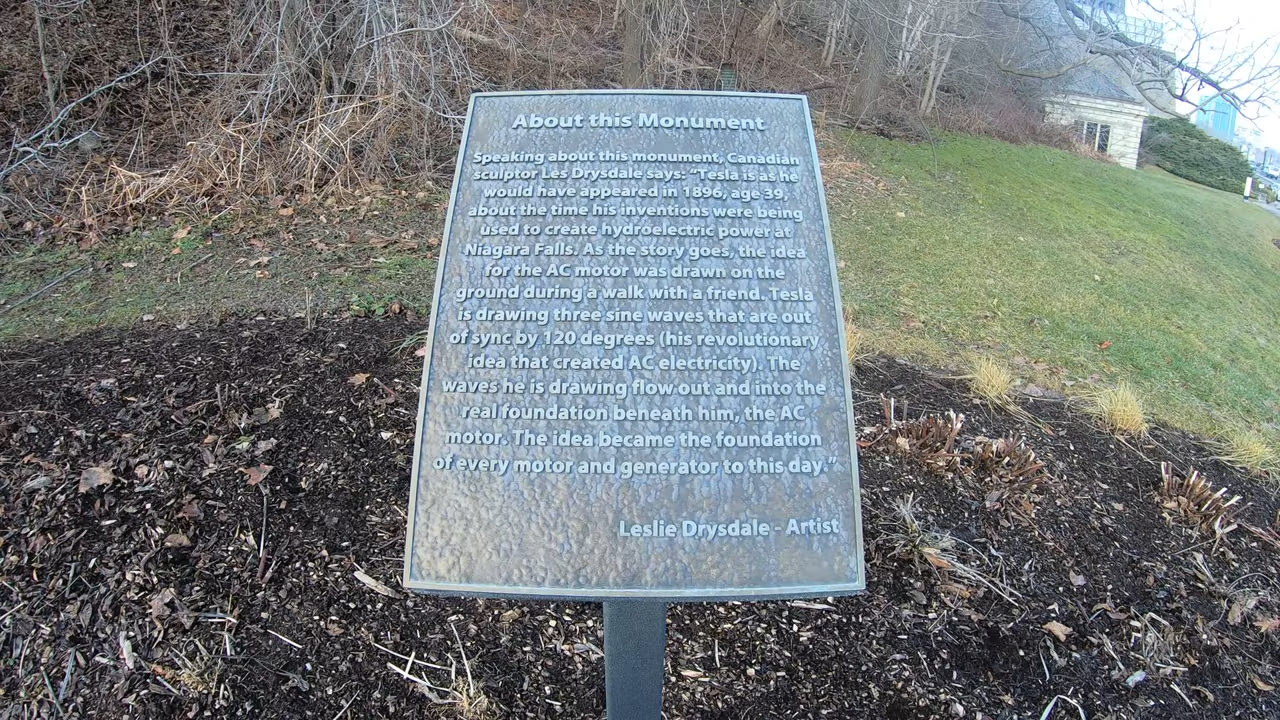 About this Monument
Speaking about this monument, Canadian
sculptor Les Drysdale says: “Tesla is as he
would have appeared in 1896, age 39,
about the time his inventions were being
used to create hydroelectric power at
Niagara Falls. As the story goes, the idea
for the AC motor was drawn on the
ground during a walk with a friend. Tesla
is drawing three sine waves that are out
of sync by 120 degrees (his revolutionary
idea that created AC electricity). The
waves he is drawing flow out and into the
real foundation beneath him, the AC
motor. The idea became the foundation
of every motor and generator to this day.”
Leslie Drysdale - Artist